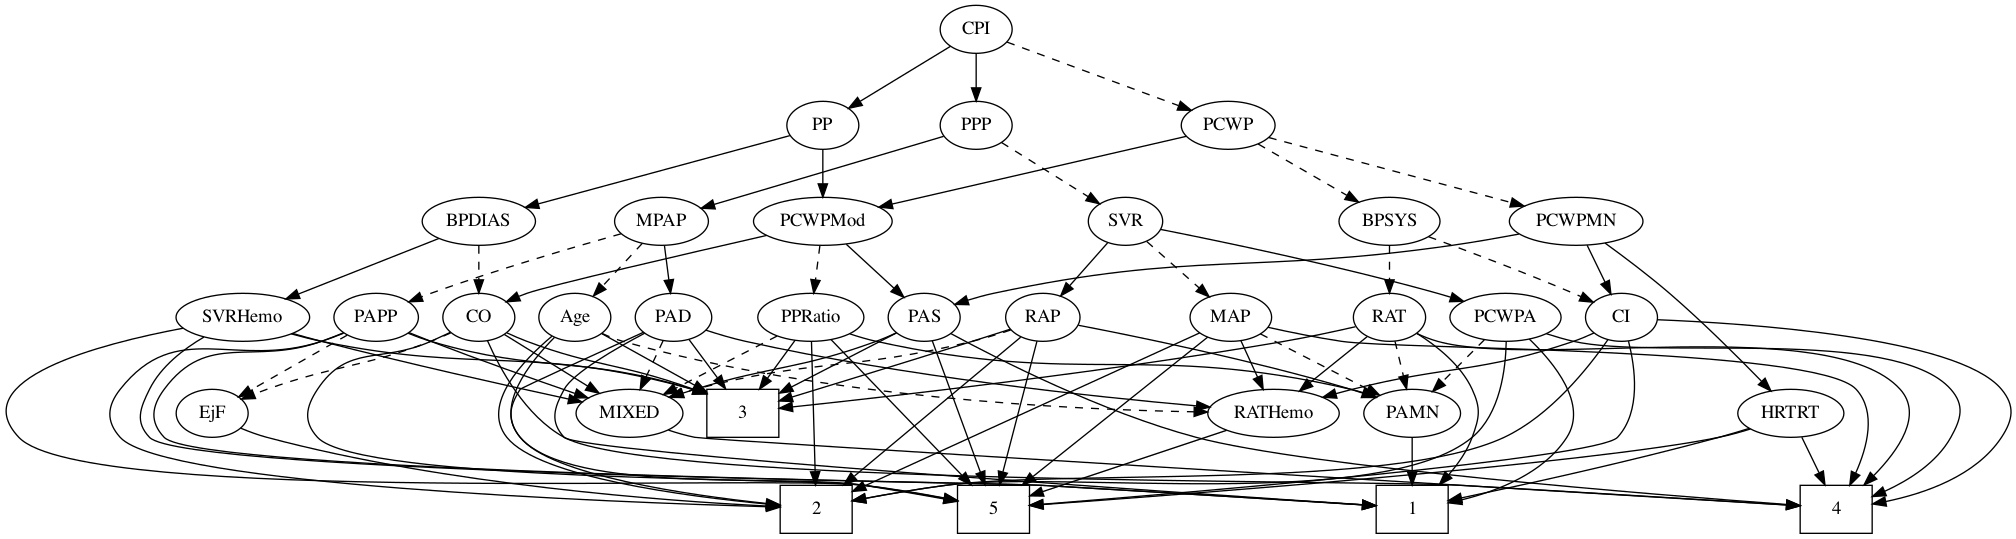 CPI
PP
PPP
PCWP
BPDIAS
MPAP
PCWPMod
SVR
BPSYS
PCWPMN
SVRHemo
PAPP
CO
Age
PAD
PPRatio
PAS
RAP
MAP
RAT
PCWPA
CI
EjF
MIXED
3
RATHemo
PAMN
HRTRT
2
5
1
4